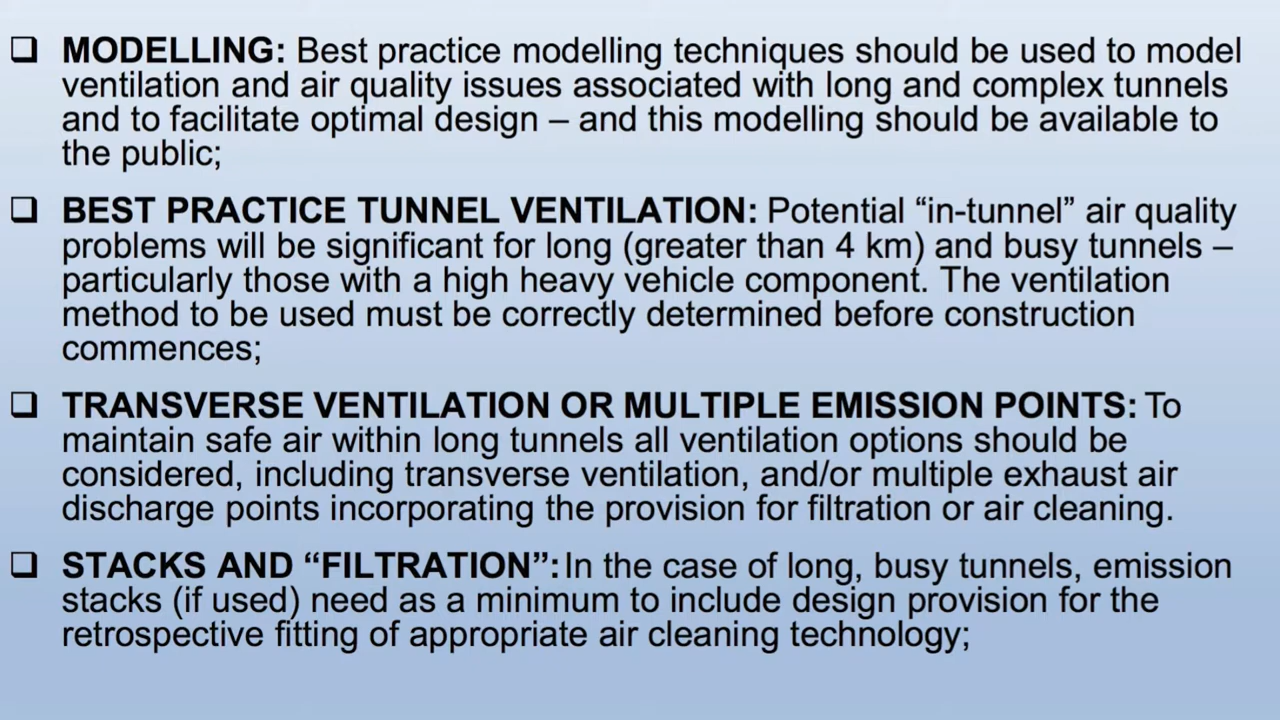 ❑ MODELLING: Best practice modelling techniques should be used to model
ventilation and air quality issues associated with long and complex tunnels
and to facilitate optimal design – and this modelling should be available to
the public;
❑ BEST PRACTICE TUNNEL VENTILATION: Potential “in-tunnel” air quality
problems will be significant for long (greater than 4 km) and busy tunnels –
particularly those with a high heavy vehicle component. The ventilation
method to be used must be correctly determined before construction
commences;
❑ TRANSVERSE VENTILATION OR MULTIPLE EMISSION POINTS: To
maintain safe air within long tunnels all ventilation options should be
considered, including transverse ventilation, and/or multiple exhaust air
discharge points incorporating the provision for filtration or air cleaning.
❑ STACKS AND “FILTRATION”: In the case of long, busy tunnels, emission
stacks (if used) need as a minimum to include design provision for the
retrospective fitting of appropriate air cleaning technology;